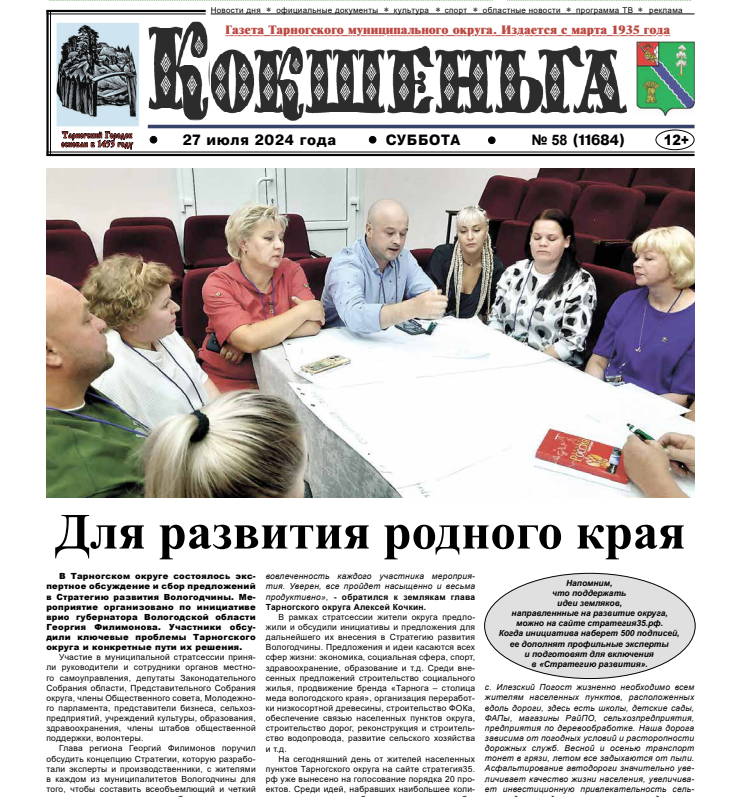 Новости дня * официальные документы * культура * спорт * областные новости * программа ТВ * реклама
Газета Тарногского муниципального округа. Издается с марта 1935 года
Кокшеньга
Тарногский Городок
основан в 1453 году
27 июля 2024 года
СУББОТА
№ 58 (11684)
12+
Россия
Для развития родного края
В Тарногском округе состоялось экс-
пертное обсуждение и сбор предложений
в Стратегию развития Вологодчины. Ме-
роприятие организовано по инициативе
врио губернатора Вологодской области
Георгия Филимонова. Участники обсу-
дили ключевые проблемы Тарногского
округа и конкретные пути их решения.
Участие в муниципальной стратсессии приня-
ли руководители и сотрудники органов местно-
го самоуправления, депутаты Законодательного
Собрания области, Представительного Собрания
округа, члены Общественного совета, Молодежно-
го парламента, представители бизнеса, сельхоз-
предприятий, учреждений культуры, образования,
здравоохранения, члены штабов общественной
поддержки, волонтеры.
Глава региона Георгий Филимонов поручил
обсудить концепцию Стратегии, которую разрабо-
тали эксперты и производственники, с жителями
в каждом из муниципалитетов Вологодчины для
того, чтобы составить всеобъемлющий и четкий
вовлеченность каждого участника мероприя-
тия. Уверен, все пройдет насыщенно и весьма
продуктивно», - обратился к землякам глава
Тарногского округа Алексей Кочкин.
В рамках стратсессии жители округа предло-
жили и обсудили инициативы и предложения для
дальнейшего их внесения в Стратегию развития
Вологодчины. Предложения и идеи касаются всех
сфер жизни: экономика, социальная сфера, спорт,
здравоохранение, образование и т.д. Среди вне-
сенных предложений строительство социального
жилья, продвижение бренда «Тарнога – столица
меда вологодского края», организация переработ-
ки низкосортной древесины, строительство ФОКа,
обеспечение связью населенных пунктов округа,
строительство дорог, реконструкция и строитель-
ство водопровода, развитие сельского хозяйства
и т.д.
На сегодняшний день от жителей населенных
пунктов Тарногского округа на сайте стратегия35.
рф уже вынесено на голосование порядка 20 про-
ектов. Среди идей, набравших наибольшее коли-
Напомним,
что поддержать
идеи земляков,
направленнные на развитие округа,
можно на сайте стратегия35.рф.
Когда инициатива наберет 500 подписей,
ее дополнят профильные эксперты
и подготовят для включения
в «Стратегию развития».
с. Илезский Погост жизненно необходимо всем
жителям населенных пунктов, расположенных
вдоль дороги, здесь есть школы, детские сады,
ФАПы, магазины РайПО, сельхозпредприятия,
предприятия по деревообработке. Наша дорога
зависима от погодных условий и расторопности
дорожных служб. Весной и осенью транспорт
тонет в грязи, летом все задыхаются от пыли.
Асфальтирование автодороги значительно уве-
личивает качество жизни населения, увеличива-
ет инвестиционную привлекательность сель-